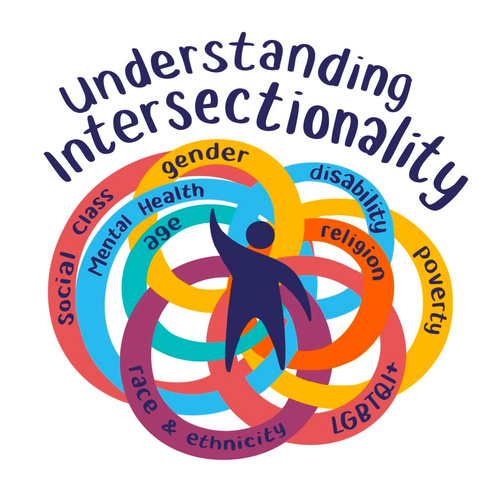 Understanding
Intersectionality
gender
disability
Social Class
Mental Health
age
religion
poverty
race & ethnicity
LGBTQI+